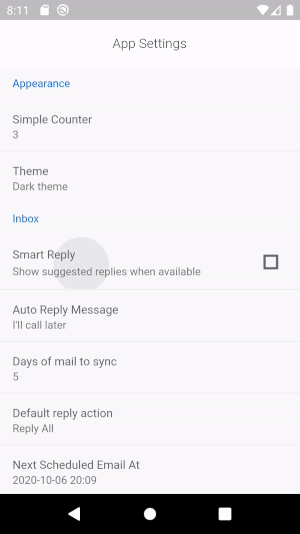 8:11
App Settings
Appearance
Simple Counter
3
Theme
Dark theme
Inbox
Smart Reply
Show suggested replies when available
Auto Reply Message
I'll call later
Days of mail to sync
5
Default reply action
Reply All
Next Scheduled Email At
2020-10-06 20:09